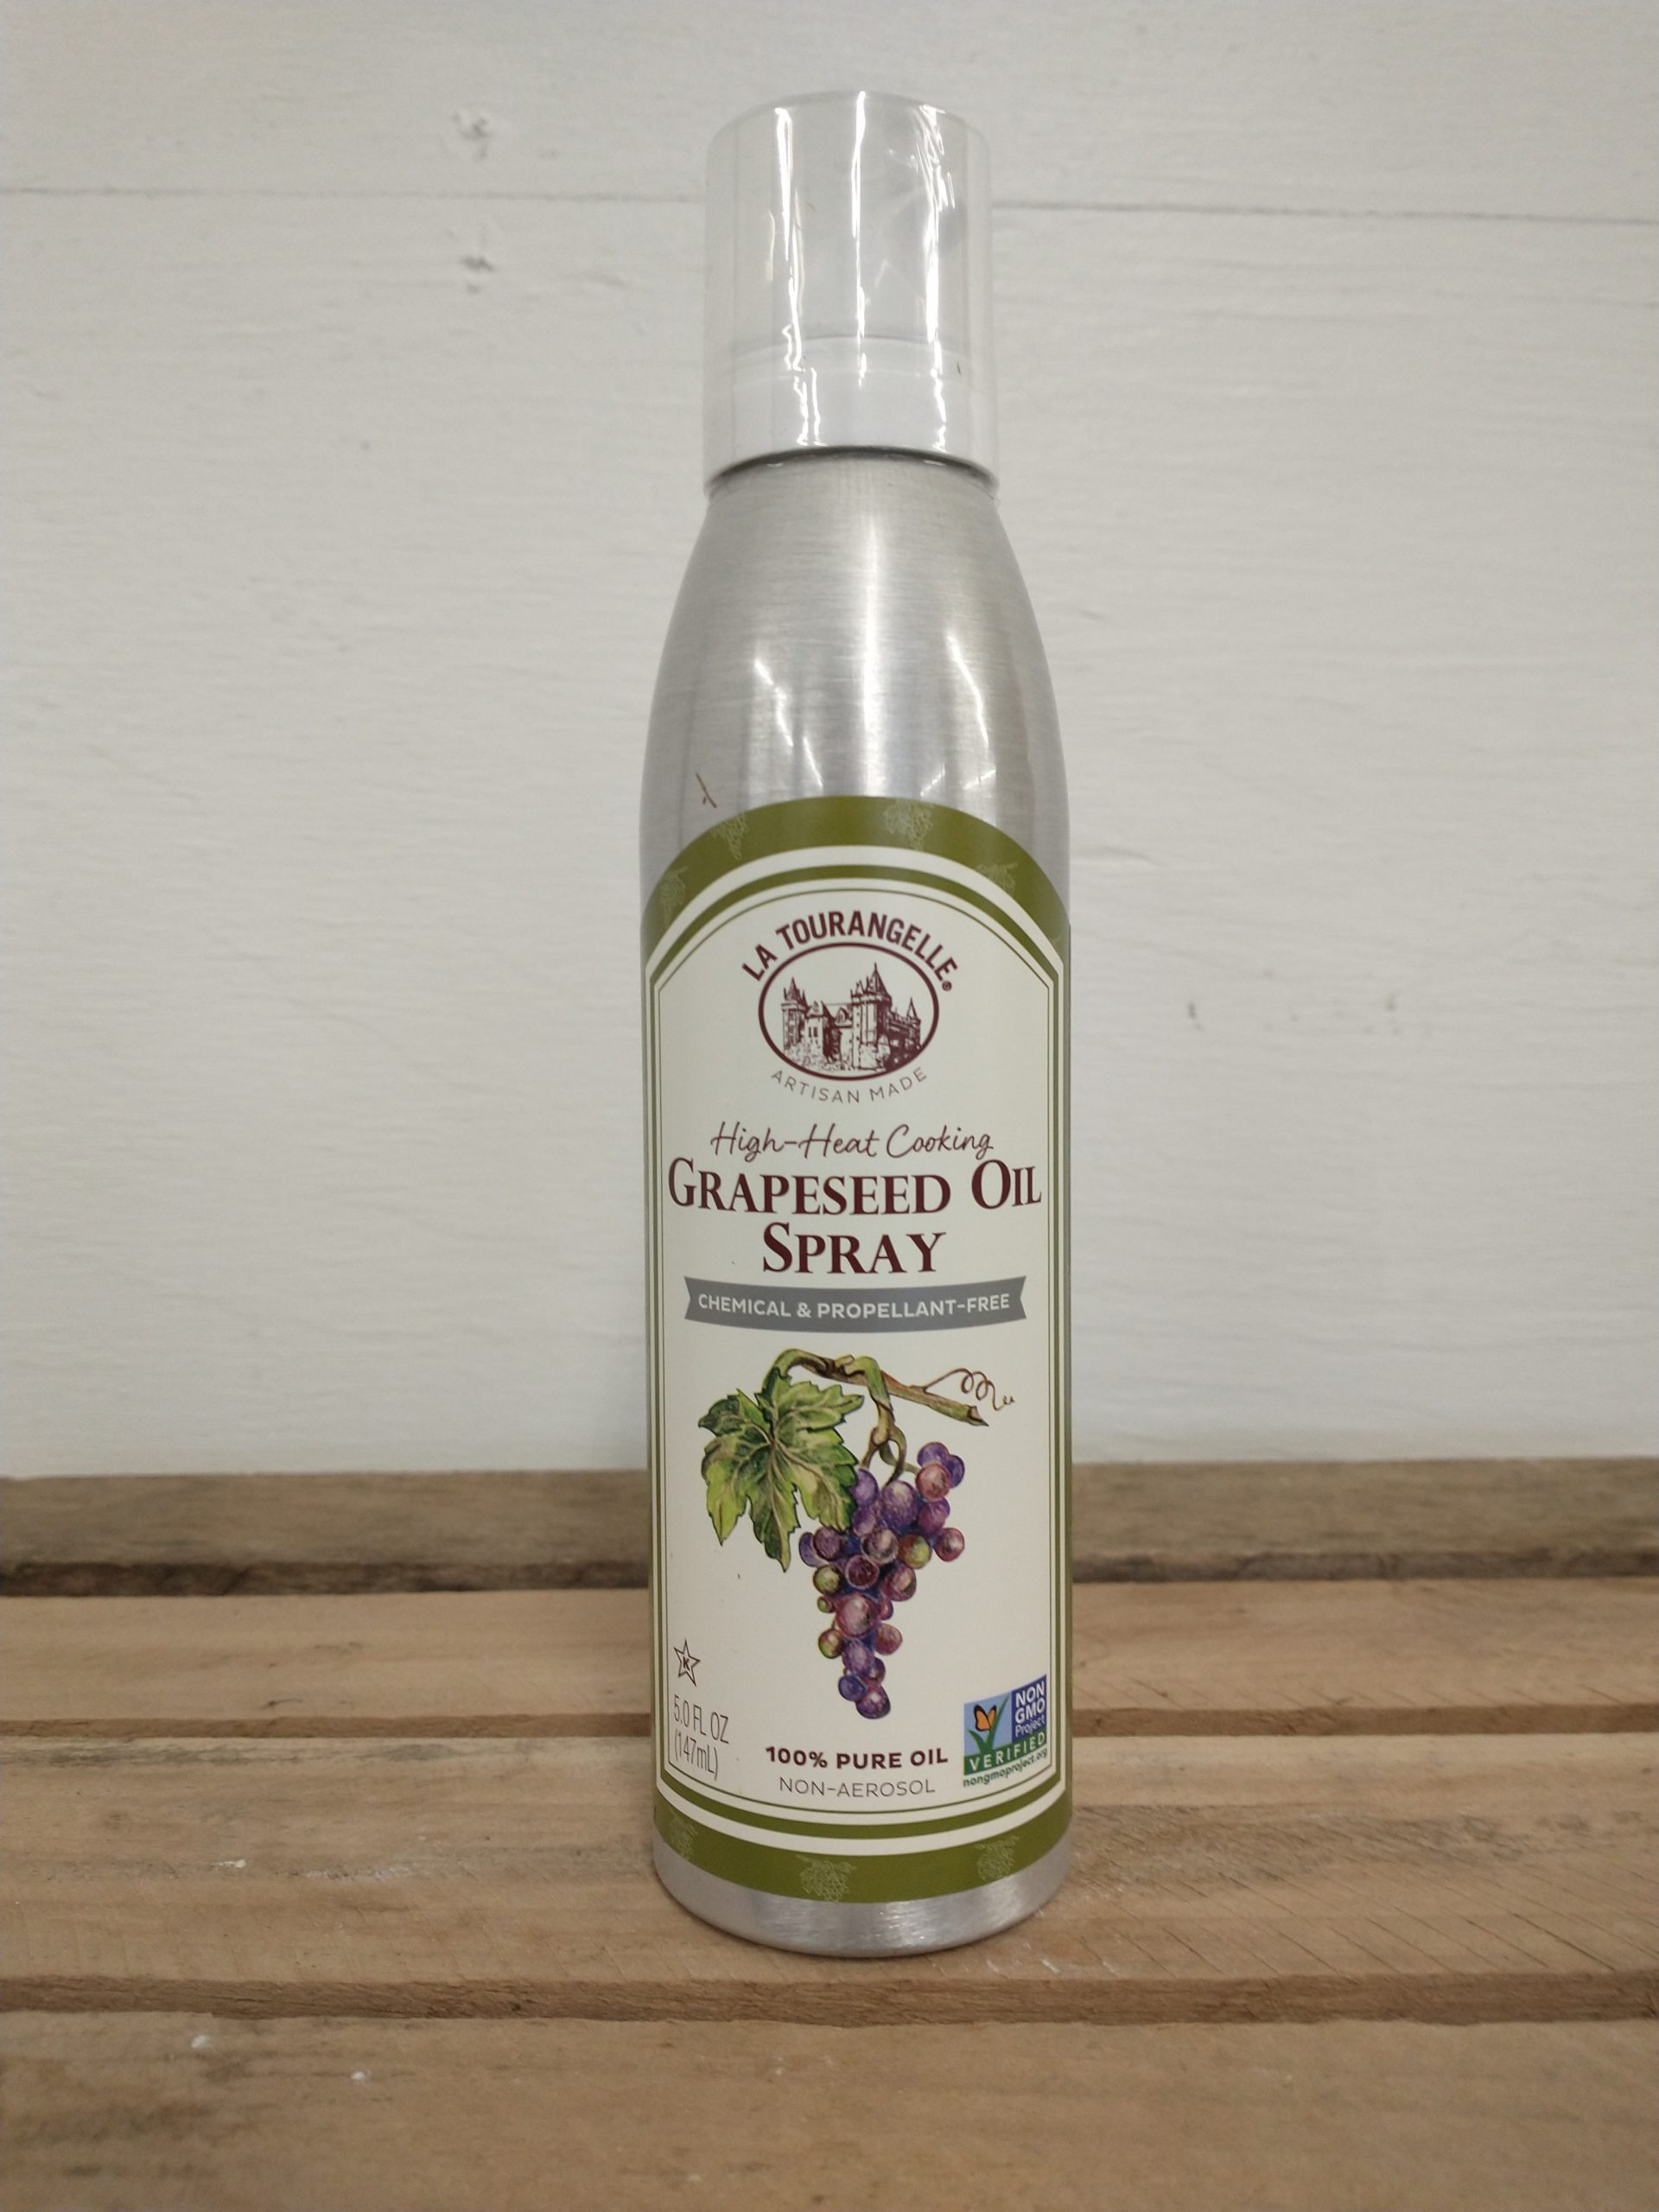 LA TOURANGELLE®
ARTISAN MADE
High-Heat Cooking
GRAPESEED OIL
SPRAY
CHEMICAL & PROPELLANT-FREE
K
5.0 FL OZ
(147mL)
100% PURE OIL
NON-AEROSOL
NON
GMO
Project
VERIFIED
nongmoproject.org